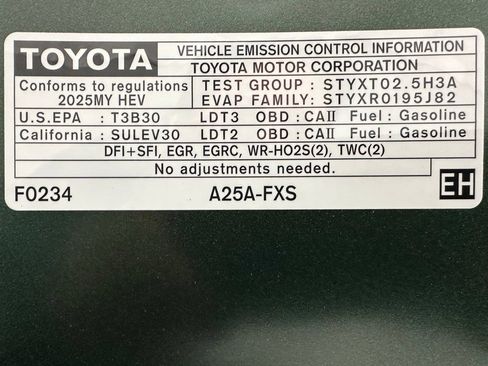 TOYOTA
VEHICLE EMISSION CONTROL INFORMATION
TOYOTA MOTOR CORPORATION
Conforms to regulations
2025MY HEV
TEST GROUP : STYXT02.5H3A
EVAP FAMILY: STYXR0195J82
U.S.EPA : T3B30 LDT3 OBD : CAII Fuel : Gasoline
California : SULEV30 LDT2 OBD : CAII Fuel : Gasoline
DFI+SFI, EGR, EGRC, WR-HO2S(2), TWC(2)
No adjustments needed.
F0234 A25A-FXS EH